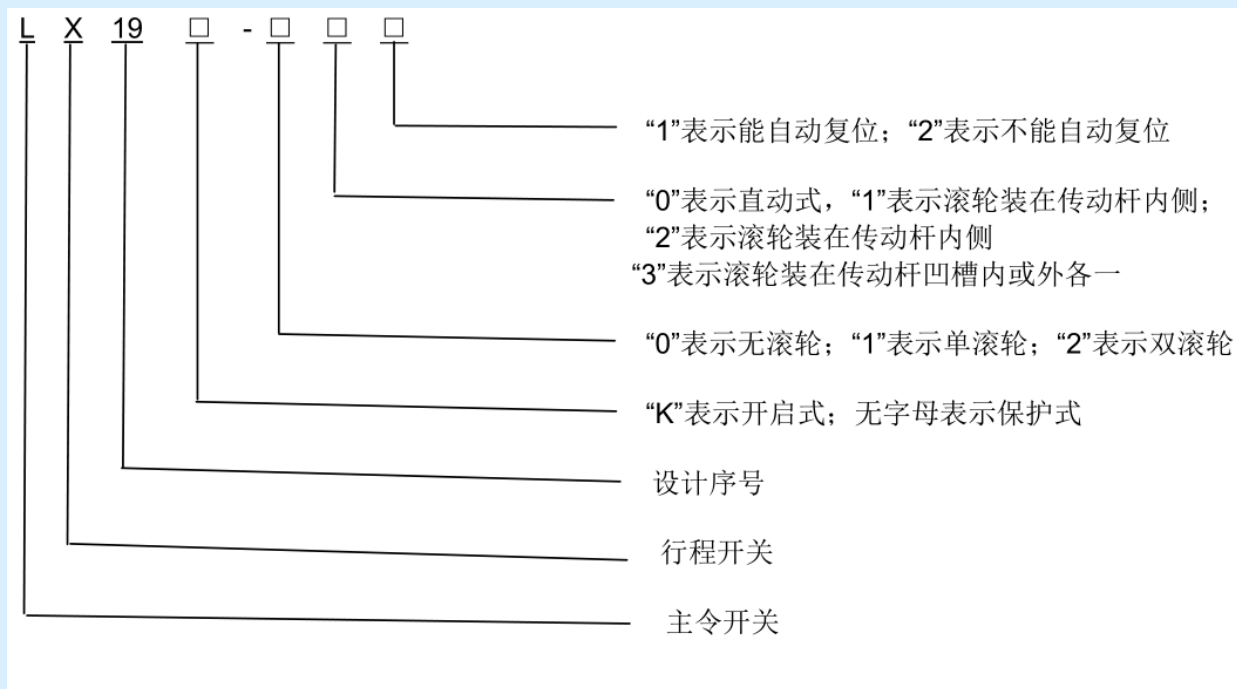 L X 19 □ - □ □ □
“1”表示能自动复位；“2”表示不能自动复位
“0”表示直动式，“1”表示滚轮装在传动杆内侧；
“2”表示滚轮装在传动杆内侧
“3”表示滚轮装在传动杆凹槽内或外各一
“0”表示无滚轮；“1”表示单滚轮；“2”表示双滚轮
“K”表示开启式；无字母表示保护式
设计序号
行程开关
主令开关